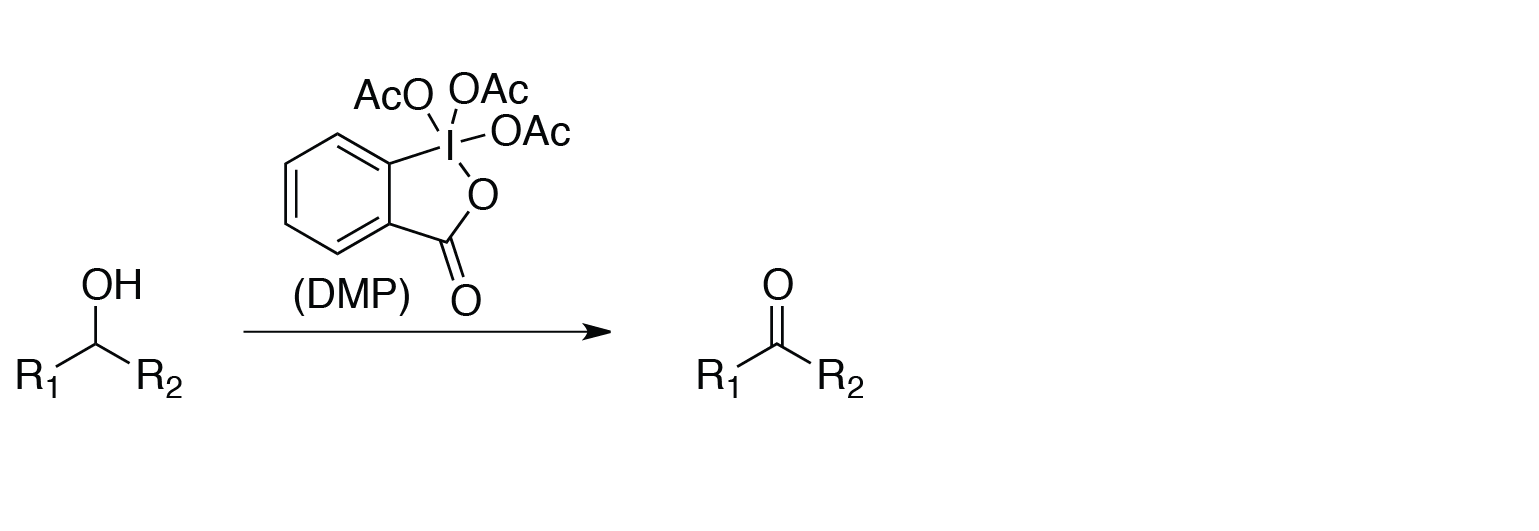 AcO OAc
I OAc
O
(DMP) O
OH O
R1 R2 R1 R2